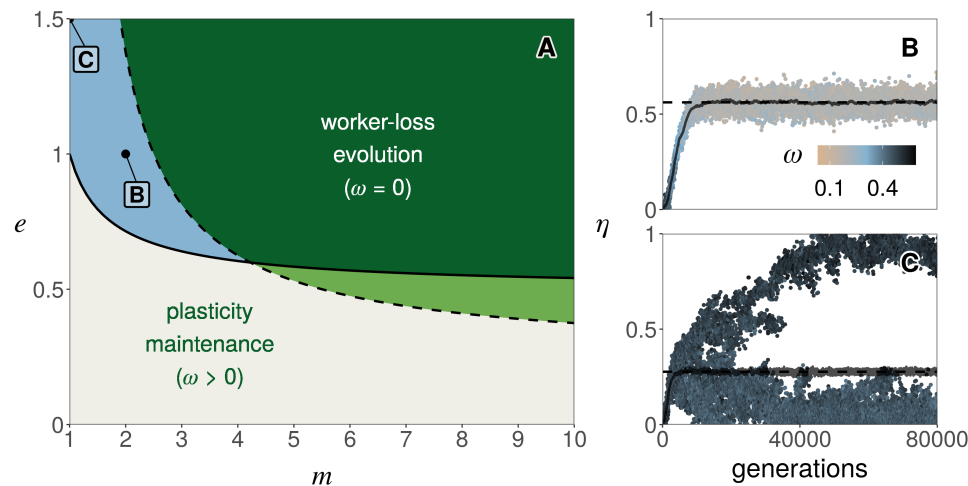 A
1.5
1
0.5
0
e
C
B
worker-loss
evolution
(ω = 0)
plasticity
maintenance
(ω > 0)
1 2 3 4 5 6 7 8 9 10
m
B
1
0.5
0
ω
0.1 0.4
η
C
1
0.5
0
0 40000 80000
generations